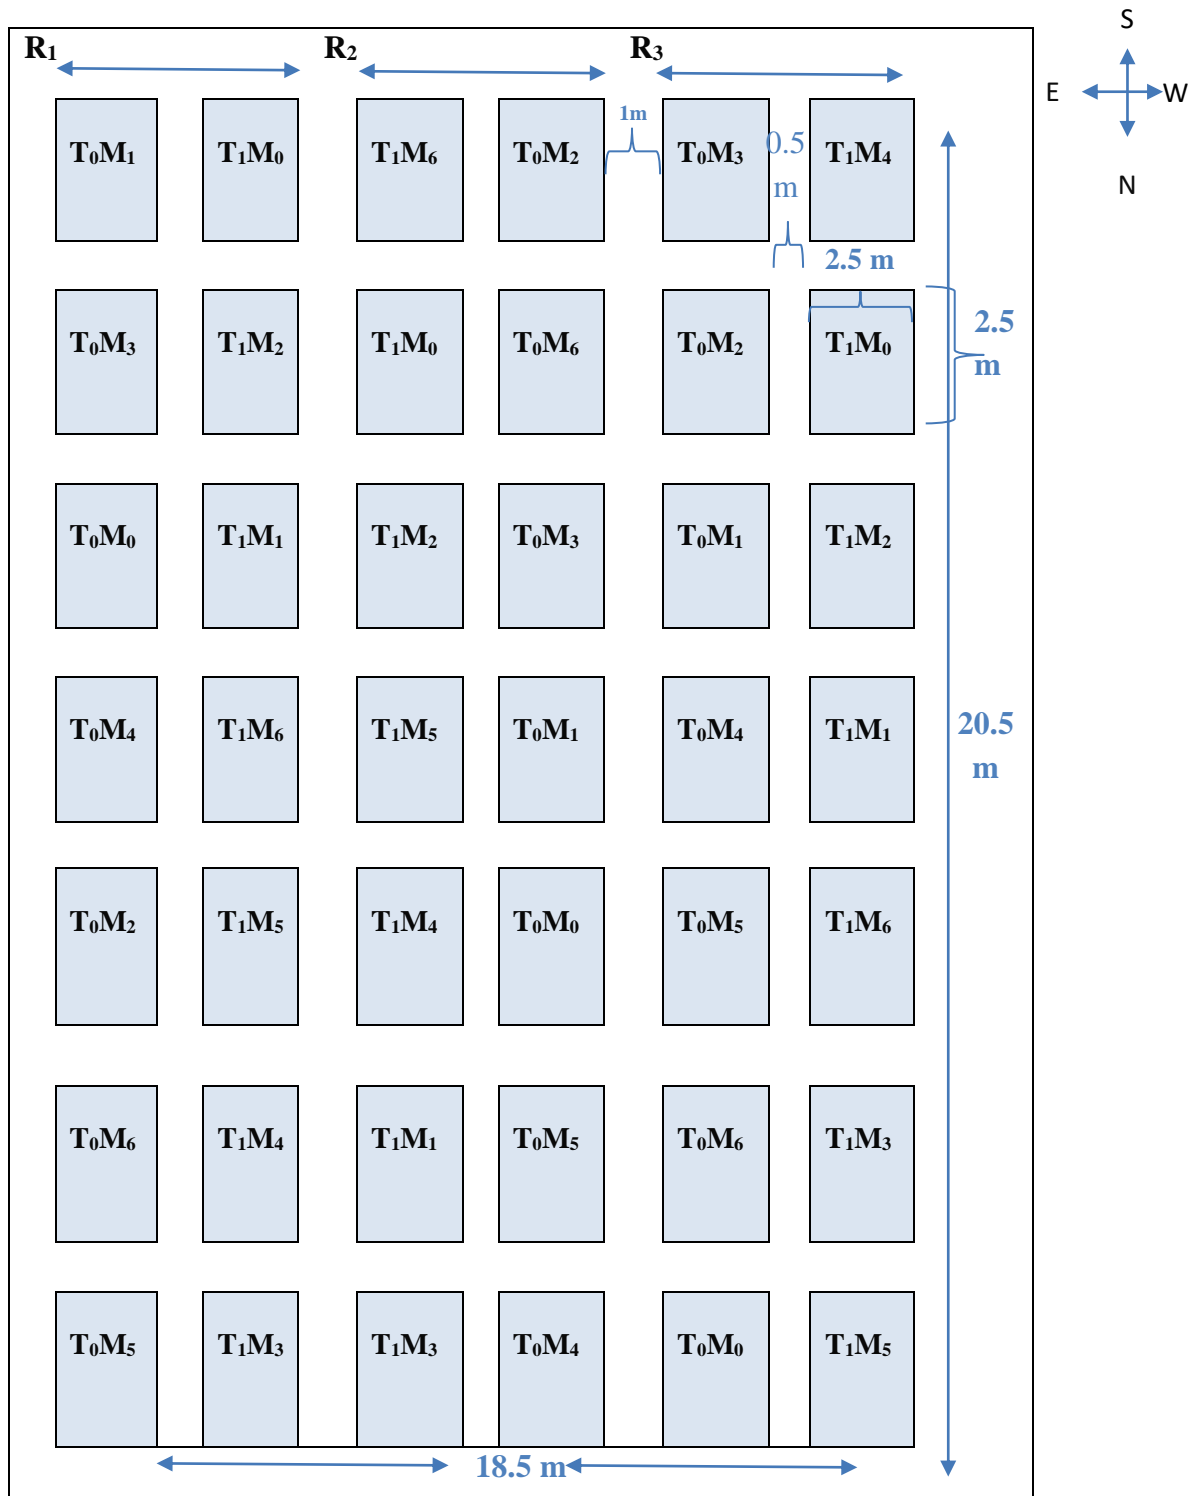 S
R₁ R₂ R₃
E W
1m
T₀M₁ T₁M₀ T₁M₆ T₀M₂ T₀M₃ 0.5 m T₁M₄
N
2.5 m
T₀M₃ T₁M₂ T₁M₀ T₀M₆ T₀M₂ T₁M₀ 2.5 m
T₀M₀ T₁M₁ T₁M₂ T₀M₃ T₀M₁ T₁M₂
T₀M₄ T₁M₆ T₁M₅ T₀M₁ T₀M₄ T₁M₁ 20.5 m
T₀M₂ T₁M₅ T₁M₄ T₀M₀ T₀M₅ T₁M₆
T₀M₆ T₁M₄ T₁M₁ T₀M₅ T₀M₆ T₁M₃
T₀M₅ T₁M₃ T₁M₃ T₀M₄ T₀M₀ T₁M₅
18.5 m